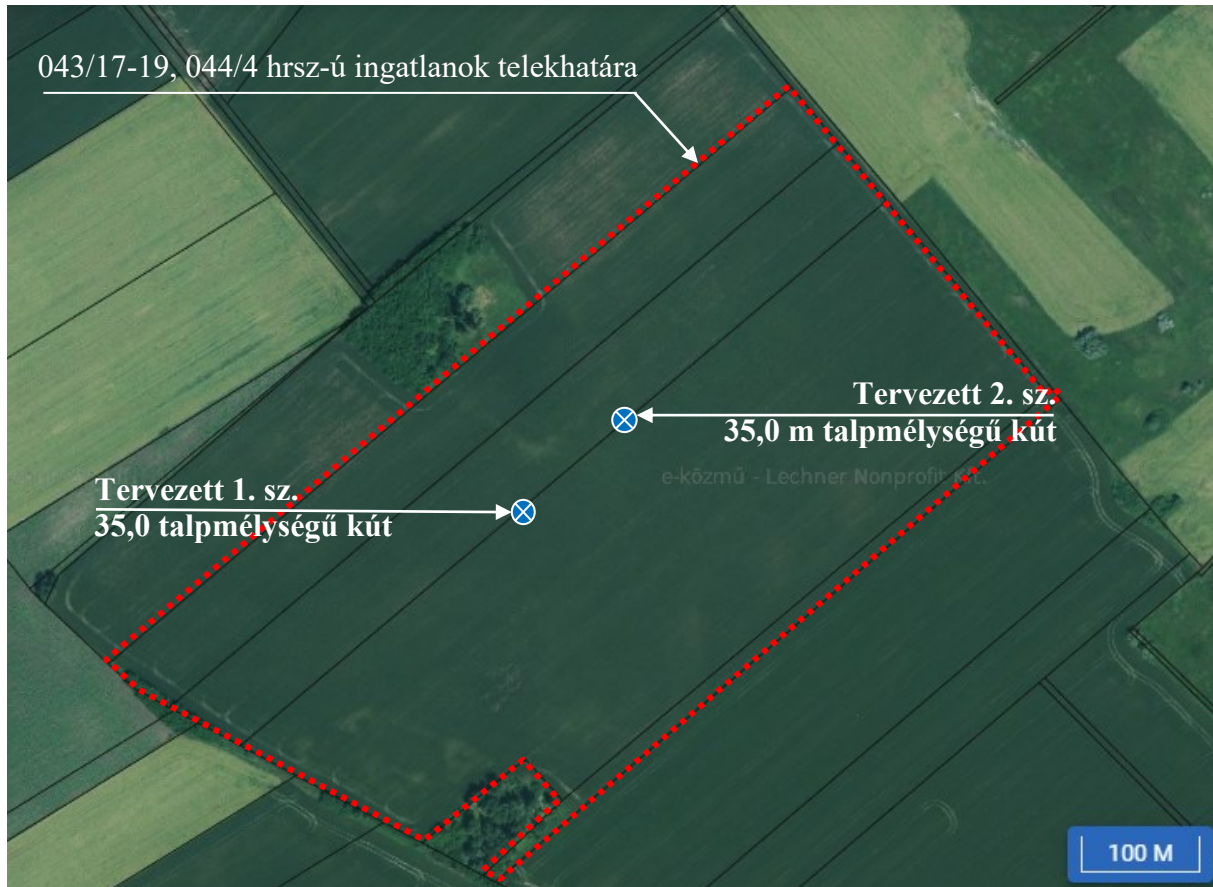 043/17-19, 044/4 hrsz-ú ingatlanok telekhatára
Tervezett 2. sz.
35,0 m talpmélységű kút
e-közmű - Lechner Nonprofit Kft.
Tervezett 1. sz.
35,0 talpmélységű kút
100 M